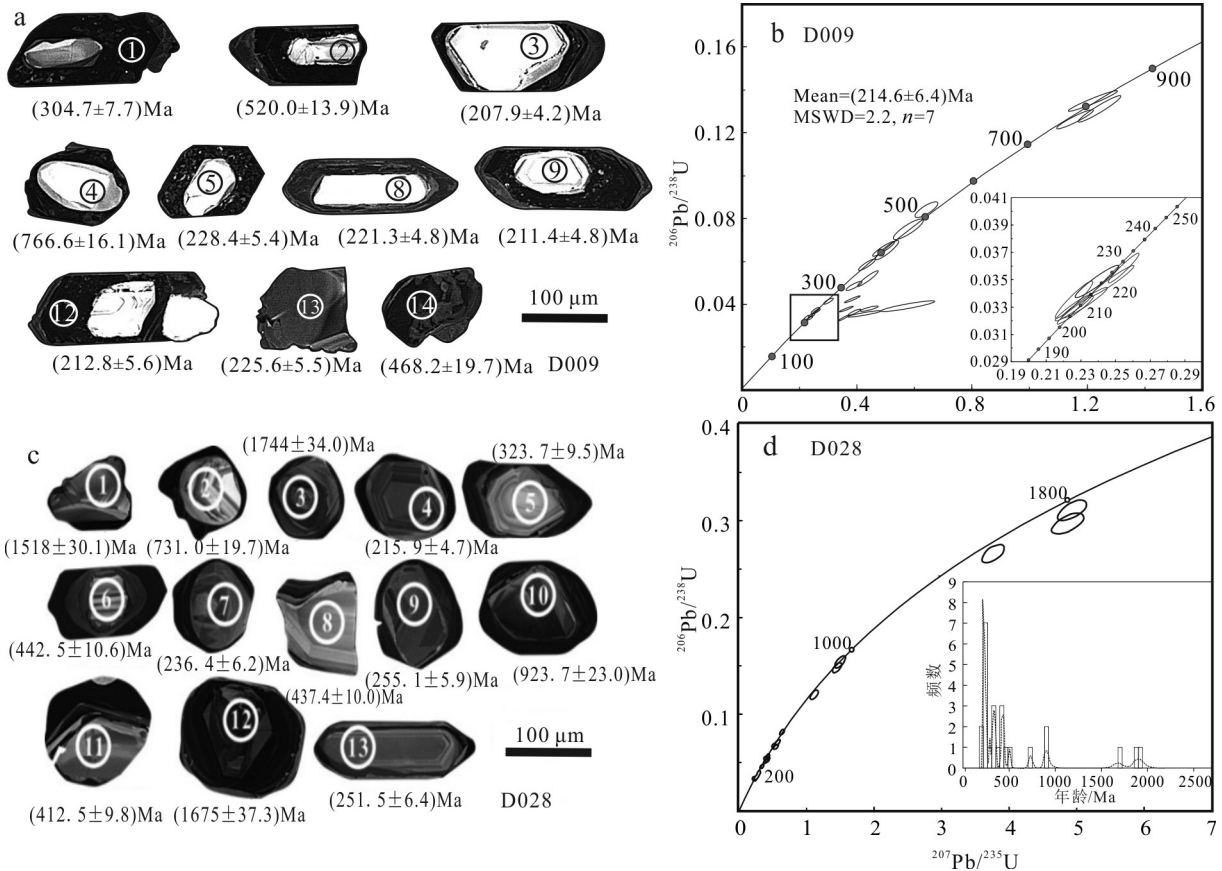 a
① ② ③
(304.7±7.7)Ma (520.0±13.9)Ma (207.9±4.2)Ma
④ ⑤ ⑧ ⑨
(766.6±16.1)Ma (228.4±5.4)Ma (221.3±4.8)Ma (211.4±4.8)Ma
⑫ ⑬ ⑭ 100 μm
(212.8±5.6)Ma (225.6±5.5)Ma (468.2±19.7)Ma D009
b D009
Mean=(214.6±6.4)Ma
MSWD=2.2, n=7
²⁰⁶Pb/²³⁸U
0.16
0.12
0.08
0.04
0 0.4 0.8 1.2 1.6
100
300
500
700
900
0.041
0.039
0.037
0.035
0.033
0.031
0.029
0.19 0.21 0.23 0.25 0.27 0.29
190
200
210
220
230
240
250
c
(1744±34.0)Ma (323.7±9.5)Ma
1 2 3 4 5
(1518±30.1)Ma (731.0±19.7)Ma (215.9±4.7)Ma
6 7 8 9 10
(442.5±10.6)Ma (236.4±6.2)Ma (437.4±10.0)Ma (255.1±5.9)Ma (923.7±23.0)Ma
11 12 13 100 μm
(412.5±9.8)Ma (1675±37.3)Ma (251.5±6.4)Ma D028
d D028
²⁰⁶Pb/²³⁸U
0.4
0.3
0.2
0.1
0 1 2 3 4 5 6 7
²⁰⁷Pb/²³⁵U
200
1000
1800
频数
9
8
7
6
5
4
3
2
1
0
0 500 1000 1500 2000 2500
年龄/Ma